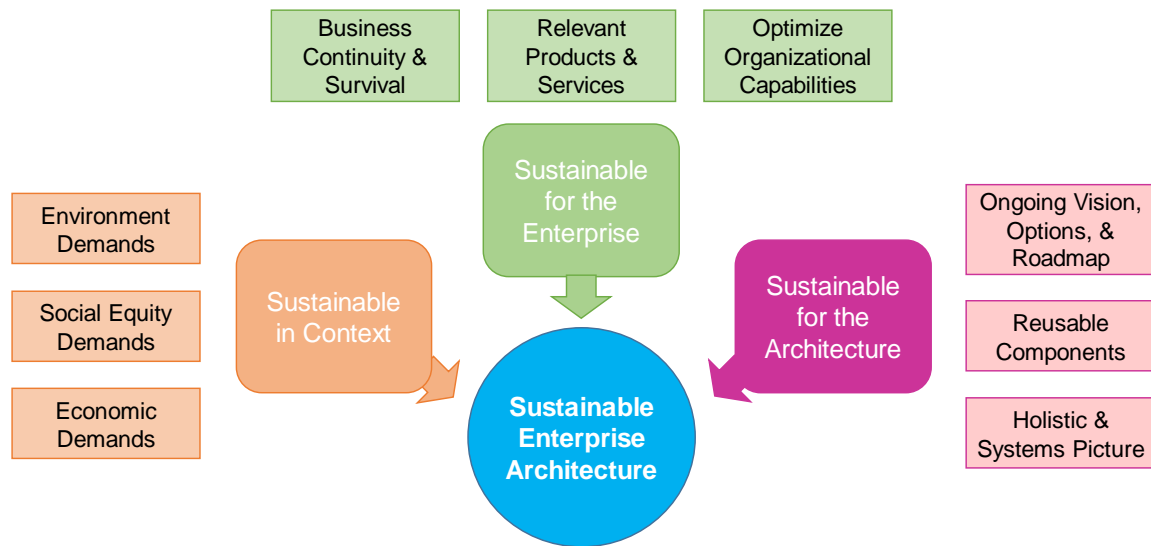 Business
Continuity &
Survival
Relevant
Products &
Services
Optimize
Organizational
Capabilities
Sustainable
for the
Enterprise
Environment
Demands
Social Equity
Demands
Economic
Demands
Sustainable
in Context
Sustainable
for the
Architecture
Ongoing Vision,
Options, &
Roadmap
Reusable
Components
Holistic &
Systems Picture
Sustainable
Enterprise
Architecture